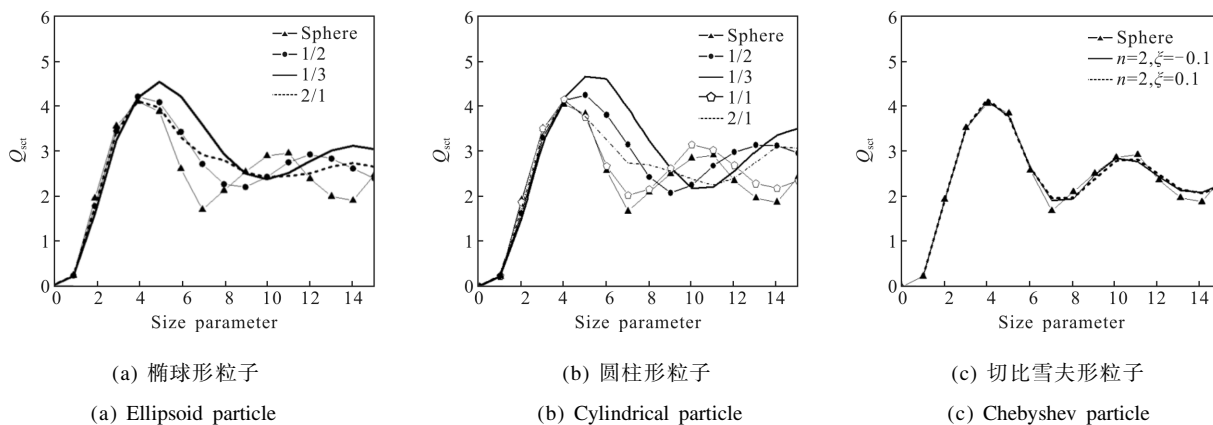 6
5
4
3
2
1
0
Q_sct
Sphere
1/2
1/3
2/1
0 2 4 6 8 10 12 14
Size parameter
(a) 椭球形粒子
(a) Ellipsoid particle
6
5
4
3
2
1
0
Q_sct
Sphere
1/2
1/3
1/1
2/1
0 2 4 6 8 10 12 14
Size parameter
(b) 圆柱形粒子
(b) Cylindrical particle
6
5
4
3
2
1
0
Q_sct
Sphere
n=2,ξ=−0.1
n=2,ξ=0.1
0 2 4 6 8 10 12 14
Size parameter
(c) 切比雪夫形粒子
(c) Chebyshev particle